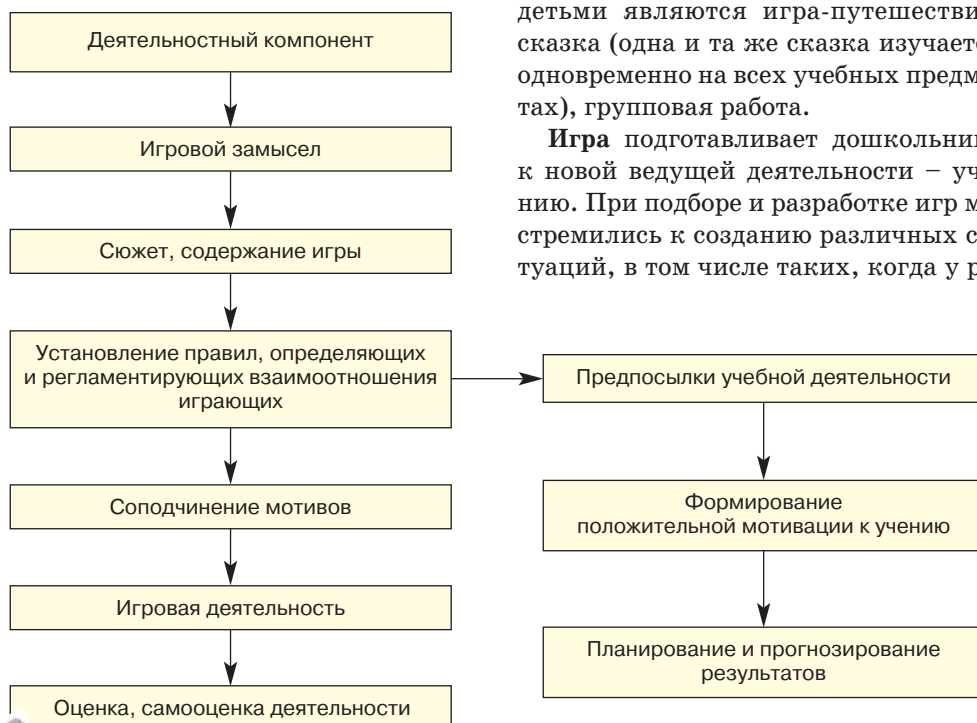 детьми являются игра-путешестви
сказка (одна и та же сказка изучает
одновременно на всех учебных предм
тах), групповая работа.
Игра подготавливает дошкольни
к новой ведущей деятельности – уч
нию. При подборе и разработке игр м
стремились к созданию различных с
туаций, в том числе таких, когда у р
Деятельностный компонент
Игровой замысел
Сюжет, содержание игры
Установление правил, определяющих
и регламентирующих взаимоотношения
играющих
Соподчинение мотивов
Игровая деятельность
Оценка, самооценка деятельности
Предпосылки учебной деятельности
Формирование
положительной мотивации к учению
Планирование и прогнозирование
результатов